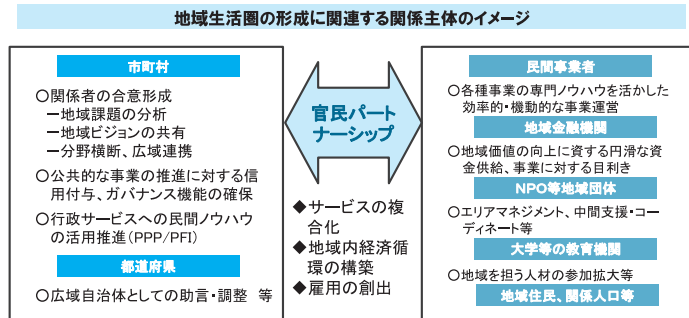 地域生活圏の形成に関連する関係主体のイメージ
市町村
○関係者の合意形成
－地域課題の分析
－地域ビジョンの共有
－分野横断、広域連携
○公共的な事業の推進に対する信
用付与、ガバナンス機能の確保
○行政サービスへの民間ノウハウ
の活用推進(PPP/PFI)
都道府県
○広域自治体としての助言・調整 等
官民パート
ナーシップ
◆サービスの複
合化
◆地域内経済循
環の構築
◆雇用の創出
民間事業者
○各種事業の専門ノウハウを活かした
効率的・機動的な事業運営
地域金融機関
○地域価値の向上に資する円滑な資
金供給、事業に対する目利き
NPO等地域団体
○エリアマネジメント、中間支援・コー
ディネート等
大学等の教育機関
○地域を担う人材の参加拡大等
地域住民、関係人口等